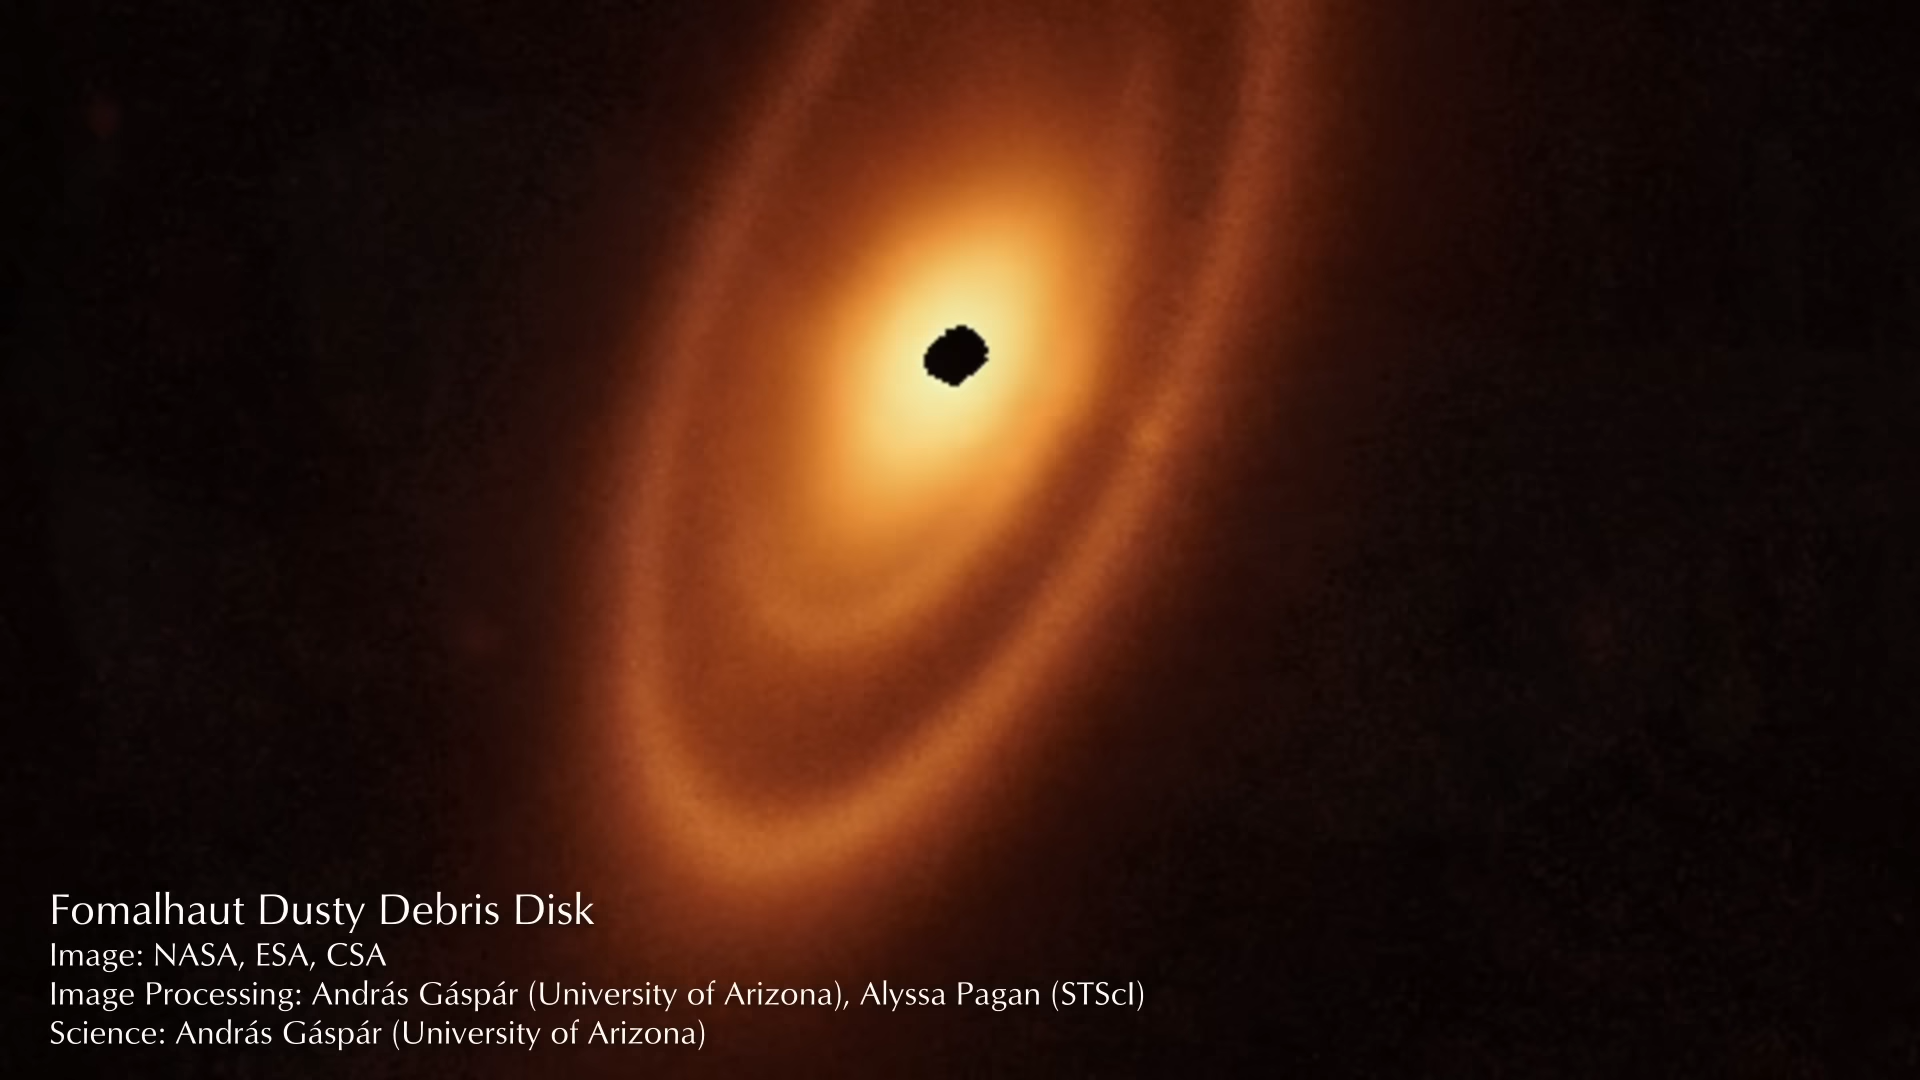 Fomalhaut Dusty Debris Disk
Image: NASA, ESA, CSA
Image Processing: András Gáspár (University of Arizona), Alyssa Pagan (STScI)
Science: András Gáspár (University of Arizona)